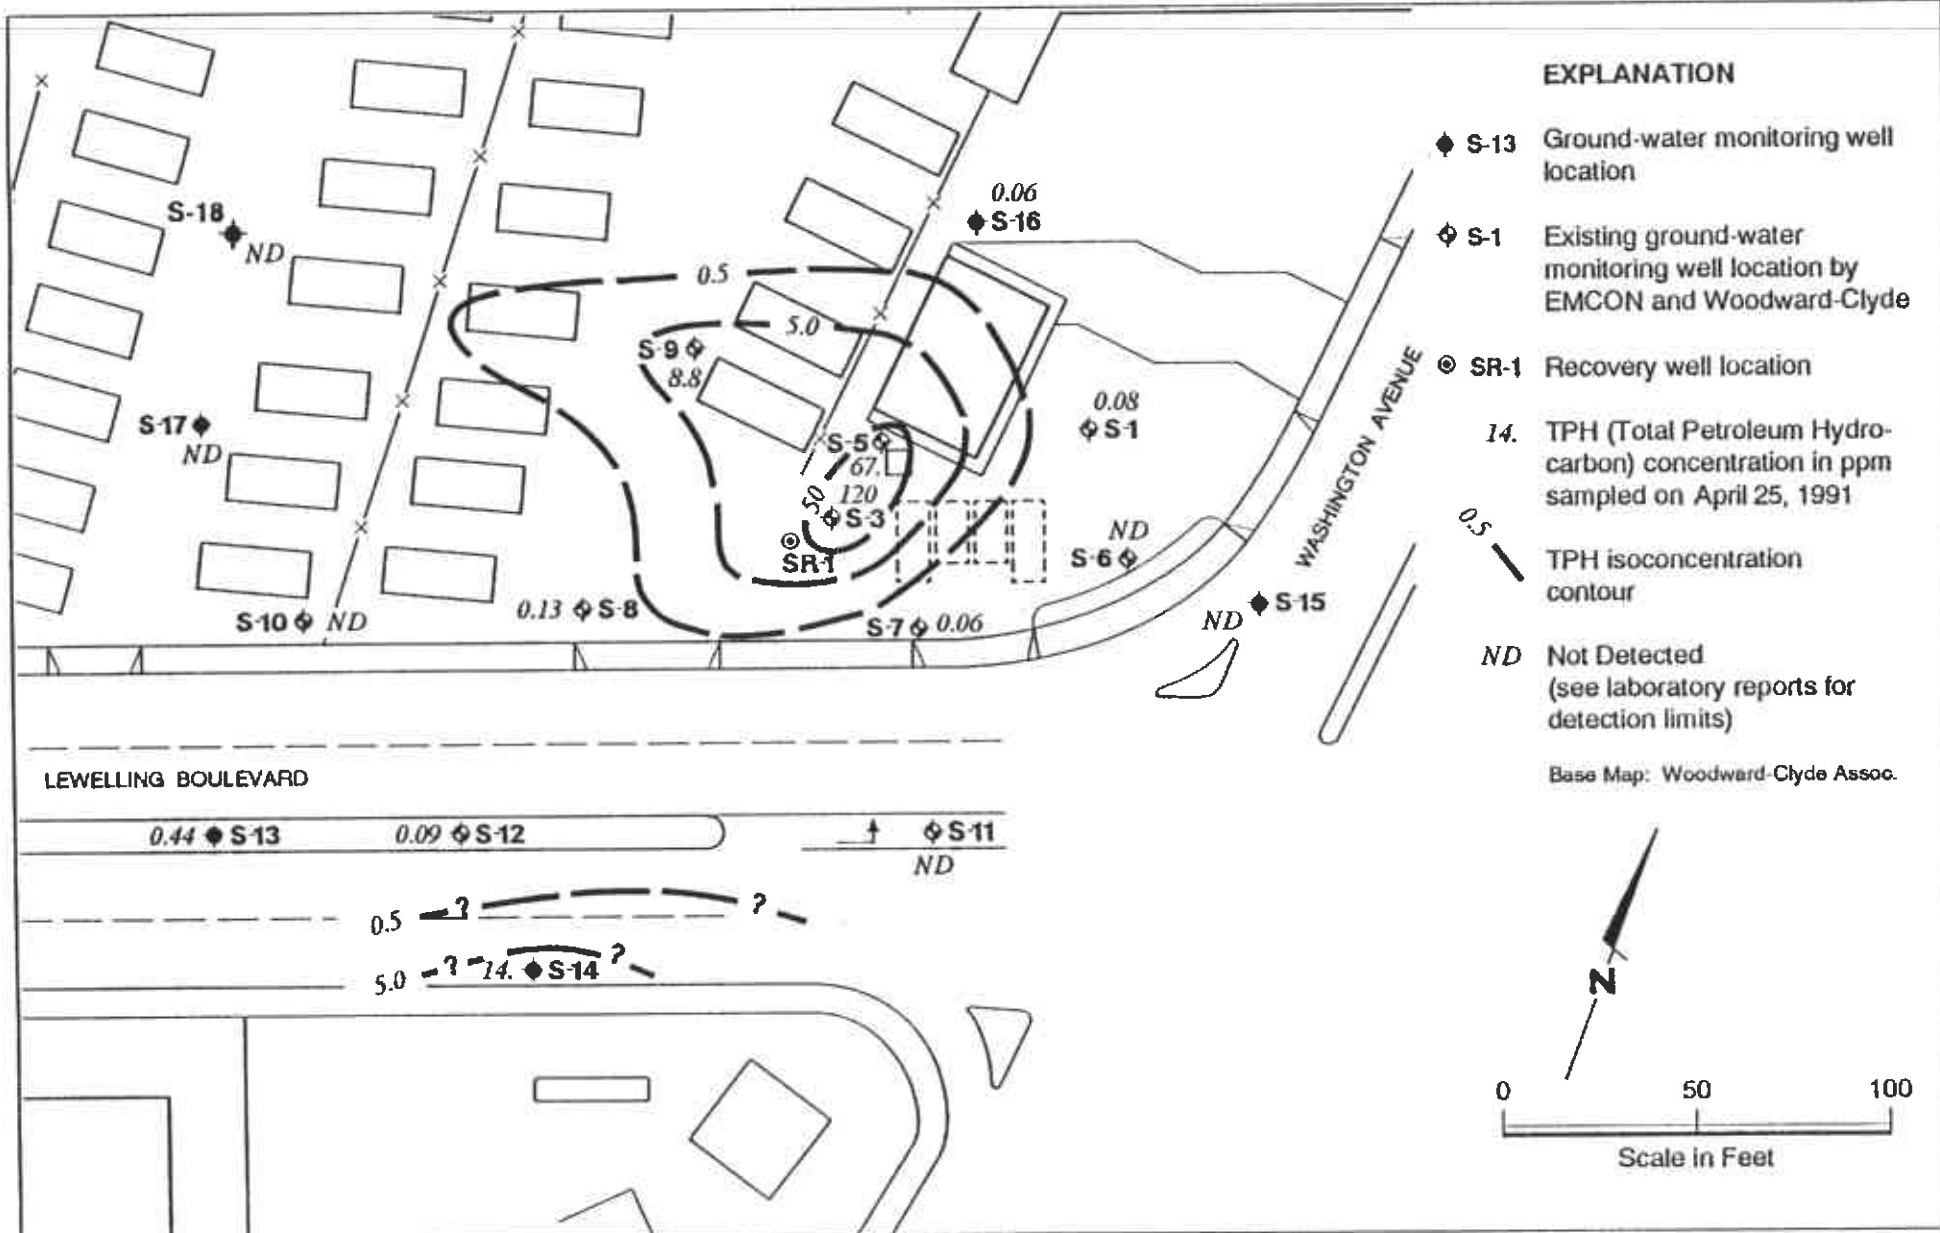 EXPLANATION
S-13 Ground-water monitoring well
location
S-1 Existing ground-water
monitoring well location by
EMCON and Woodward-Clyde
SR-1 Recovery well location
14. TPH (Total Petroleum Hydro-
carbon) concentration in ppm
sampled on April 25, 1991
0.5
TPH isoconcentration
contour
ND Not Detected
(see laboratory reports for
detection limits)
Base Map: Woodward-Clyde Assoc.
N
0 50 100
Scale in Feet
S-18
ND
0.06
S-16
0.5
5.0
S-9
8.8
S-17
ND
0.08
S-1
S-5
67.
120
50
S-3
SR-1
ND
S-6
WASHINGTON AVENUE
S-15
ND
S-10 ND
0.13 S-8
S-7 0.06
LEWELLING BOULEVARD
0.44 S-13
0.09 S-12
S-11
ND
0.5 ? ?
5.0 ? 14. S-14 ?